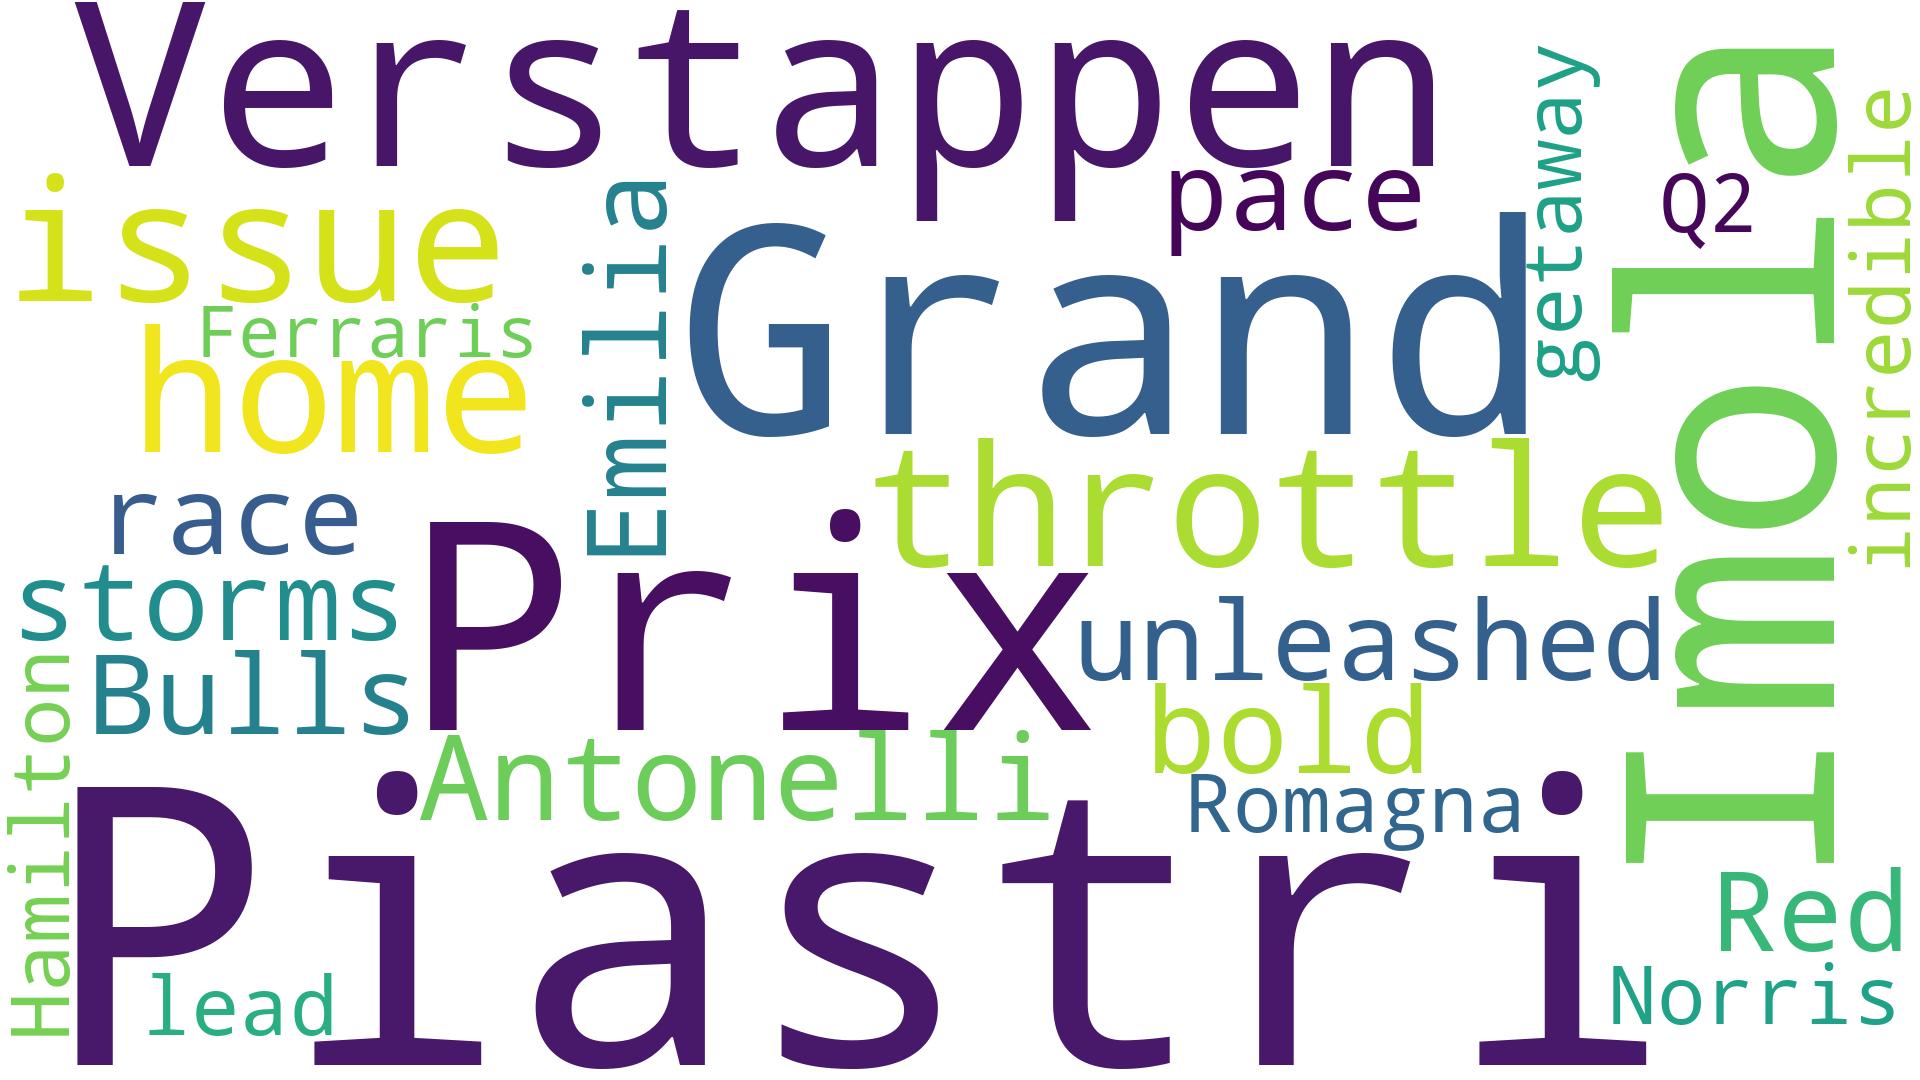 Verstappen
getaway
Imola
incredible
issue
Emilia
pace
Q2
Grand
Ferraris
home
throttle
race
Prix
storms
unleashed
Bulls
Hamilton
bold
Antonelli
Romagna
Piastri
Red
lead
Norris